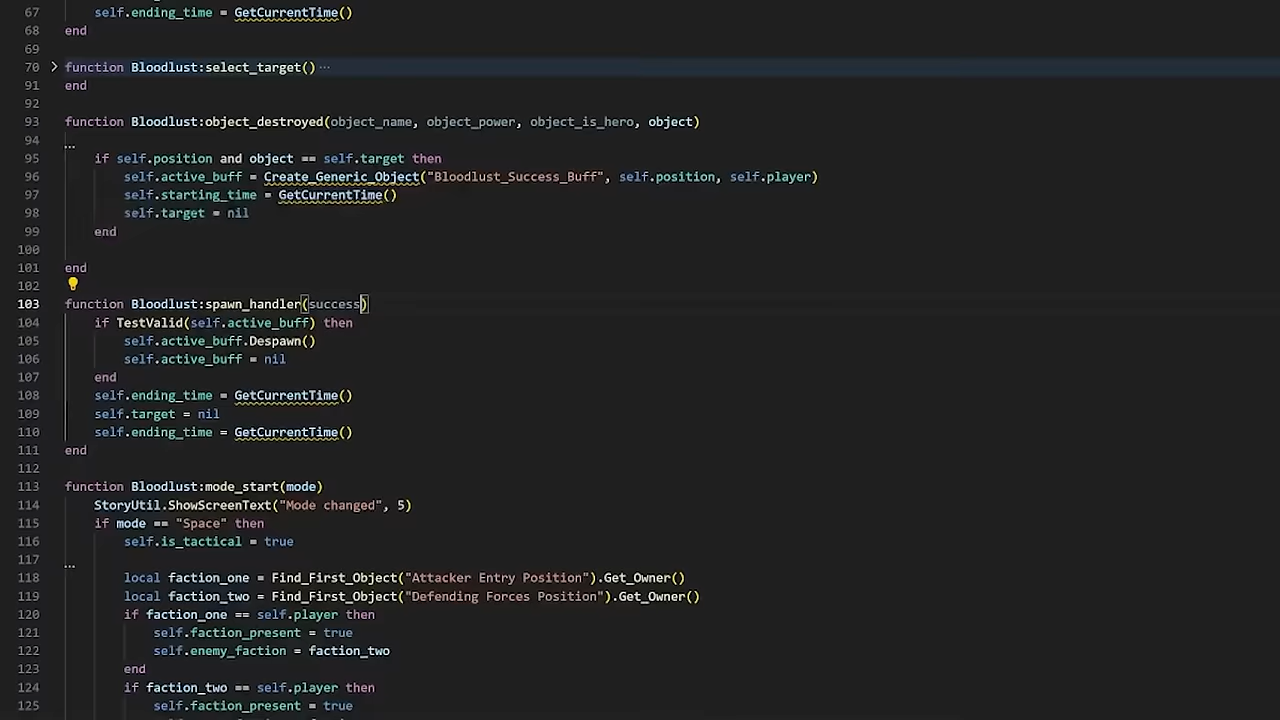 67 self.ending_time = GetCurrentTime()
68 end
69
70 function Bloodlust:select_target() ...
91 end
92
93 function Bloodlust:object_destroyed(object_name, object_power, object_is_hero, object)
94
95 if self.position and object == self.target then
96 self.active_buff = Create_Generic_Object("Bloodlust_Success_Buff", self.position, self.player)
97 self.starting_time = GetCurrentTime()
98 self.target = nil
99 end
100
101 end
102
103 function Bloodlust:spawn_handler(success)
104 if TestValid(self.active_buff) then
105 self.active_buff.Despawn()
106 self.active_buff = nil
107 end
108 self.ending_time = GetCurrentTime()
109 self.target = nil
110 self.ending_time = GetCurrentTime()
111 end
112
113 function Bloodlust:mode_start(mode)
114 StoryUtil.ShowScreenText("Mode changed", 5)
115 if mode == "Space" then
116 self.is_tactical = true
117
118 local faction_one = Find_First_Object("Attacker Entry Position").Get_Owner()
119 local faction_two = Find_First_Object("Defending Forces Position").Get_Owner()
120 if faction_one == self.player then
121 self.faction_present = true
122 self.enemy_faction = faction_two
123 end
124 if faction_two == self.player then
125 self.faction_present = true